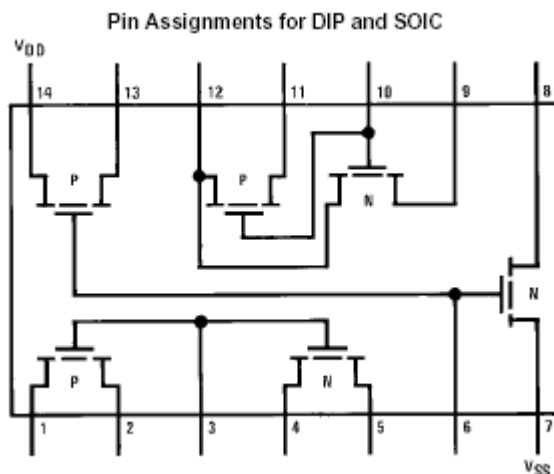 Pin Assignments for DIP and SOIC
VDD
14 13 12 11 10 9 8
P P N
N
P N
1 2 3 4 5 6 7
VSS